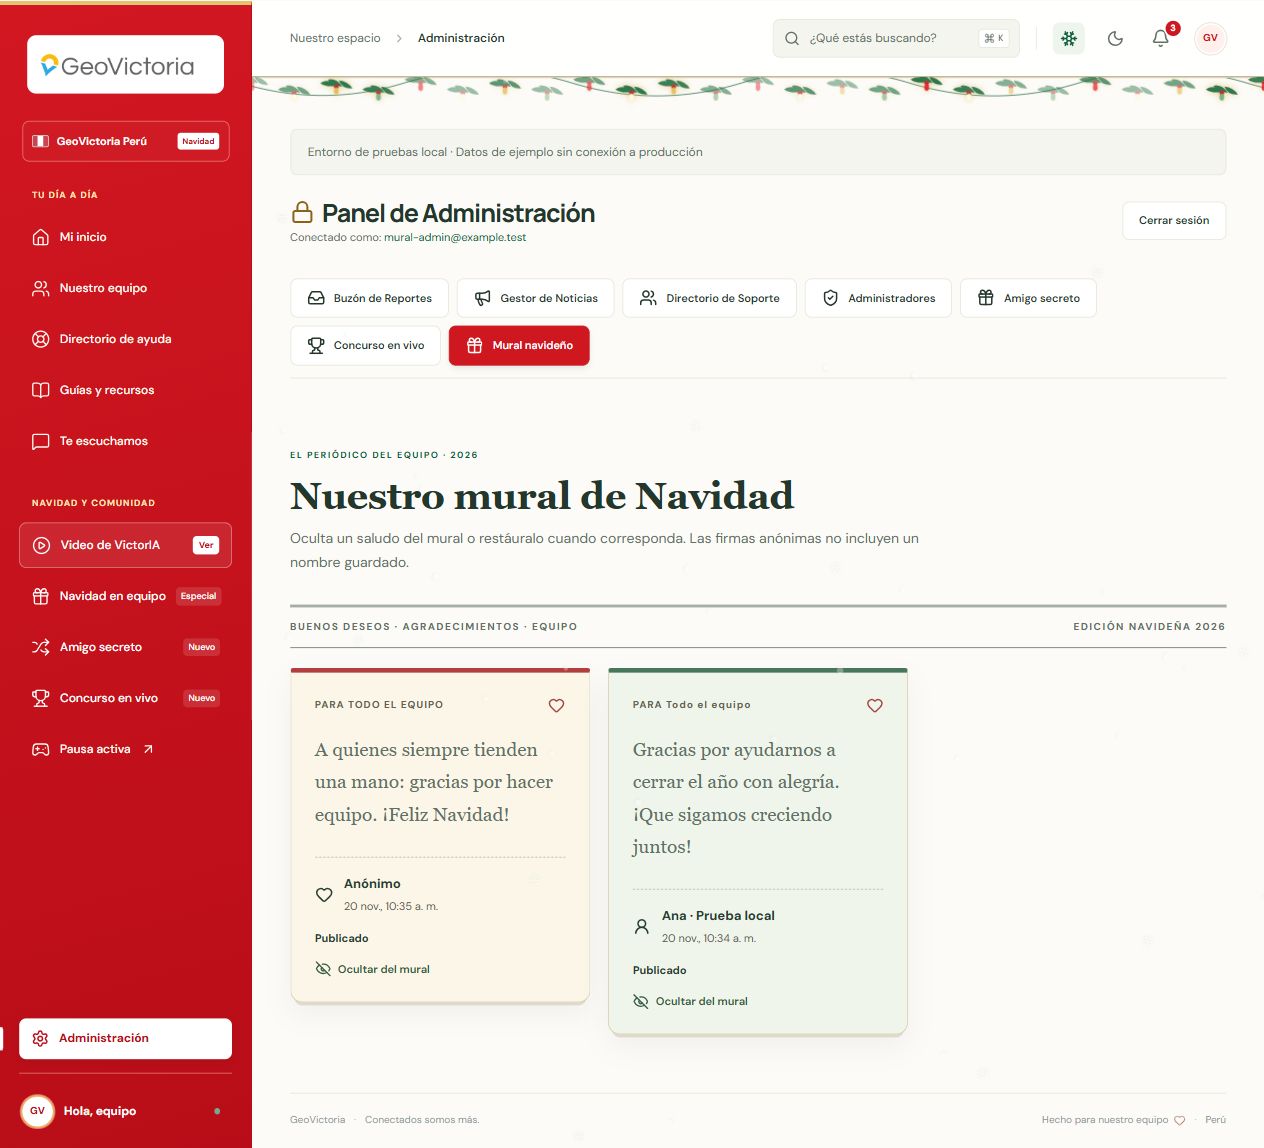 GeoVictoria
GeoVictoria Perú
Navidad
TU DÍA A DÍA
Mi inicio
Nuestro equipo
Directorio de ayuda
Guías y recursos
Te escuchamos
NAVIDAD Y COMUNIDAD
Video de VictorIA
Ver
Navidad en equipo
Especial
Amigo secreto
Nuevo
Concurso en vivo
Nuevo
Pausa activa
Administración
GV
Hola, equipo
Nuestro espacio
Administración
¿Qué estás buscando?
⌘ K
3
GV
Entorno de pruebas local · Datos de ejemplo sin conexión a producción
Panel de Administración
Conectado como: mural-admin@example.test
Cerrar sesión
Buzón de Reportes
Gestor de Noticias
Directorio de Soporte
Administradores
Amigo secreto
Concurso en vivo
Mural navideño
EL PERIÓDICO DEL EQUIPO · 2026
Nuestro mural de Navidad
Oculta un saludo del mural o restáuralo cuando corresponda. Las firmas anónimas no incluyen un
nombre guardado.
BUENOS DESEOS · AGRADECIMIENTOS · EQUIPO
EDICIÓN NAVIDEÑA 2026
PARA TODO EL EQUIPO
A quienes siempre tienden
una mano: gracias por hacer
equipo. ¡Feliz Navidad!
Anónimo
20 nov., 10:35 a. m.
Publicado
Ocultar del mural
PARA Todo el equipo
Gracias por ayudarnos a
cerrar el año con alegría.
¡Que sigamos creciendo
juntos!
Ana · Prueba local
20 nov., 10:34 a. m.
Publicado
Ocultar del mural
GeoVictoria · Conectados somos más.
Hecho para nuestro equipo · Perú